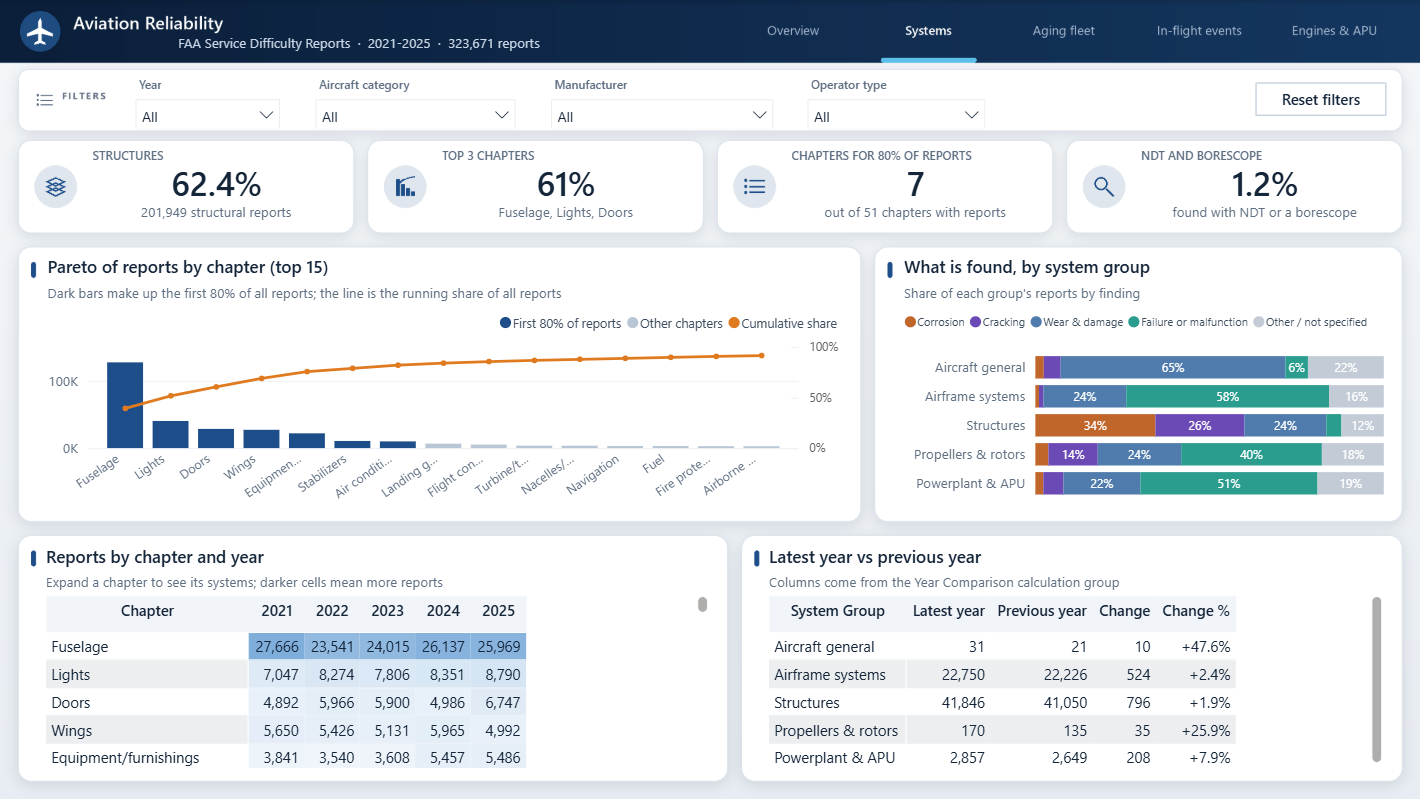 Aviation Reliability
FAA Service Difficulty Reports · 2021-2025 · 323,671 reports
Overview
Systems
Aging fleet
In-flight events
Engines & APU
FILTERS
Year
All
Aircraft category
All
Manufacturer
All
Operator type
All
Reset filters
STRUCTURES
62.4%
201,949 structural reports
TOP 3 CHAPTERS
61%
Fuselage, Lights, Doors
CHAPTERS FOR 80% OF REPORTS
7
out of 51 chapters with reports
NDT AND BORESCOPE
1.2%
found with NDT or a borescope
Pareto of reports by chapter (top 15)
Dark bars make up the first 80% of all reports; the line is the running share of all reports
First 80% of reports Other chapters Cumulative share
100K
0K
100%
50%
0%
Fuselage
Lights
Doors
Wings
Equipmen...
Stabilizers
Air conditi...
Landing g...
Flight con...
Turbine/t...
Nacelles/...
Navigation
Fuel
Fire prote...
Airborne ...
What is found, by system group
Share of each group's reports by finding
Corrosion Cracking Wear & damage Failure or malfunction Other / not specified
Aircraft general 65% 6% 22%
Airframe systems 24% 58% 16%
Structures 34% 26% 24% 12%
Propellers & rotors 14% 24% 40% 18%
Powerplant & APU 22% 51% 19%
Reports by chapter and year
Expand a chapter to see its systems; darker cells mean more reports
Chapter 2021 2022 2023 2024 2025
Fuselage 27,666 23,541 24,015 26,137 25,969
Lights 7,047 8,274 7,806 8,351 8,790
Doors 4,892 5,966 5,900 4,986 6,747
Wings 5,650 5,426 5,131 5,965 4,992
Equipment/furnishings 3,841 3,540 3,608 5,457 5,486
Latest year vs previous year
Columns come from the Year Comparison calculation group
System Group Latest year Previous year Change Change %
Aircraft general 31 21 10 +47.6%
Airframe systems 22,750 22,226 524 +2.4%
Structures 41,846 41,050 796 +1.9%
Propellers & rotors 170 135 35 +25.9%
Powerplant & APU 2,857 2,649 208 +7.9%